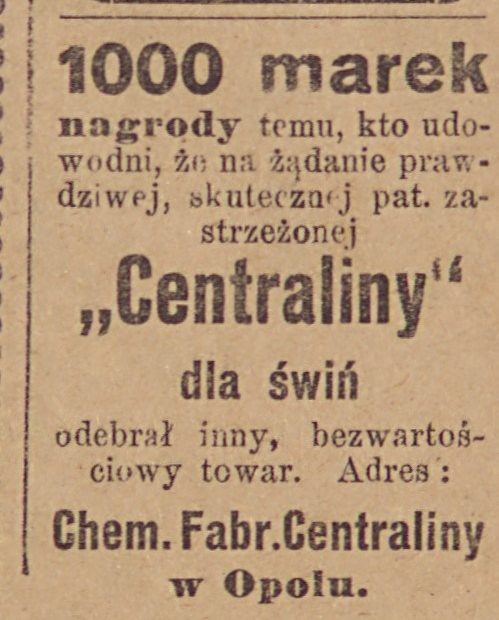 1000 marek
nagrody temu, kto udo-
wodni, że na żądanie praw-
dziwej, skutecznej pat. za-
strzeżonej
„Centraliny“
dla świń
odebrał inny, bezwartoś-
ciowy towar. Adres:
Chem. Fabr. Centraliny
w Opolu.